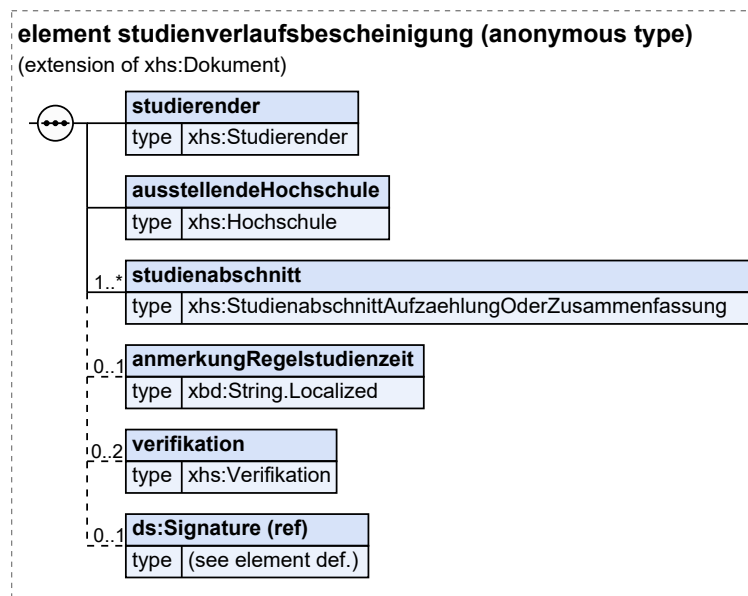 element studienverlaufsbescheinigung (anonymous type)
(extension of xhs:Dokument)
studierender
type xhs:Studierender
ausstellendeHochschule
type xhs:Hochschule
1..* studienabschnitt
type xhs:StudienabschnittAufzaehlungOderZusammenfassung
0..1 anmerkungRegelstudienzeit
type xbd:String.Localized
0..2 verifikation
type xhs:Verifikation
0..1 ds:Signature (ref)
type (see element def.)